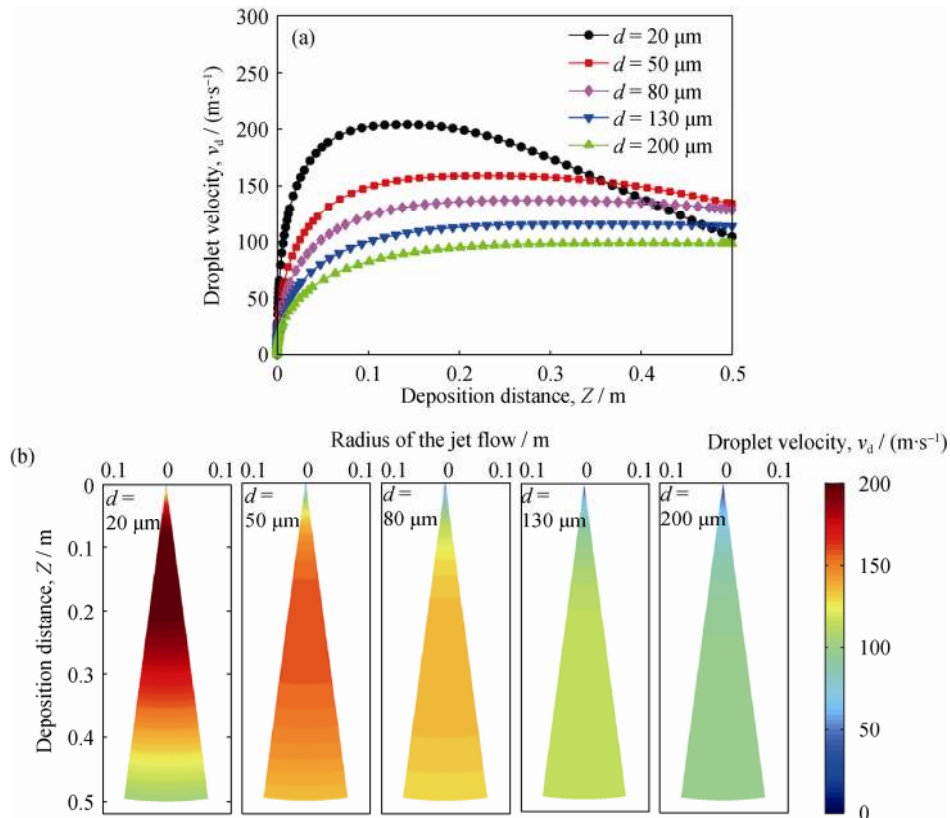 300
250
200
150
100
50
0
Droplet velocity, v_d / (m·s⁻¹)
(a)
d = 20 μm
d = 50 μm
d = 80 μm
d = 130 μm
d = 200 μm
0 0.1 0.2 0.3 0.4 0.5
Deposition distance, Z / m
(b)
Radius of the jet flow / m
Droplet velocity, v_d / (m·s⁻¹)
0.1 0 0.1 0.1 0 0.1 0.1 0 0.1 0.1 0 0.1 0.1 0 0.1
0
0.1
0.2
0.3
0.4
0.5
Deposition distance, Z / m
d =
20 μm
d =
50 μm
d =
80 μm
d =
130 μm
d =
200 μm
200
150
100
50
0